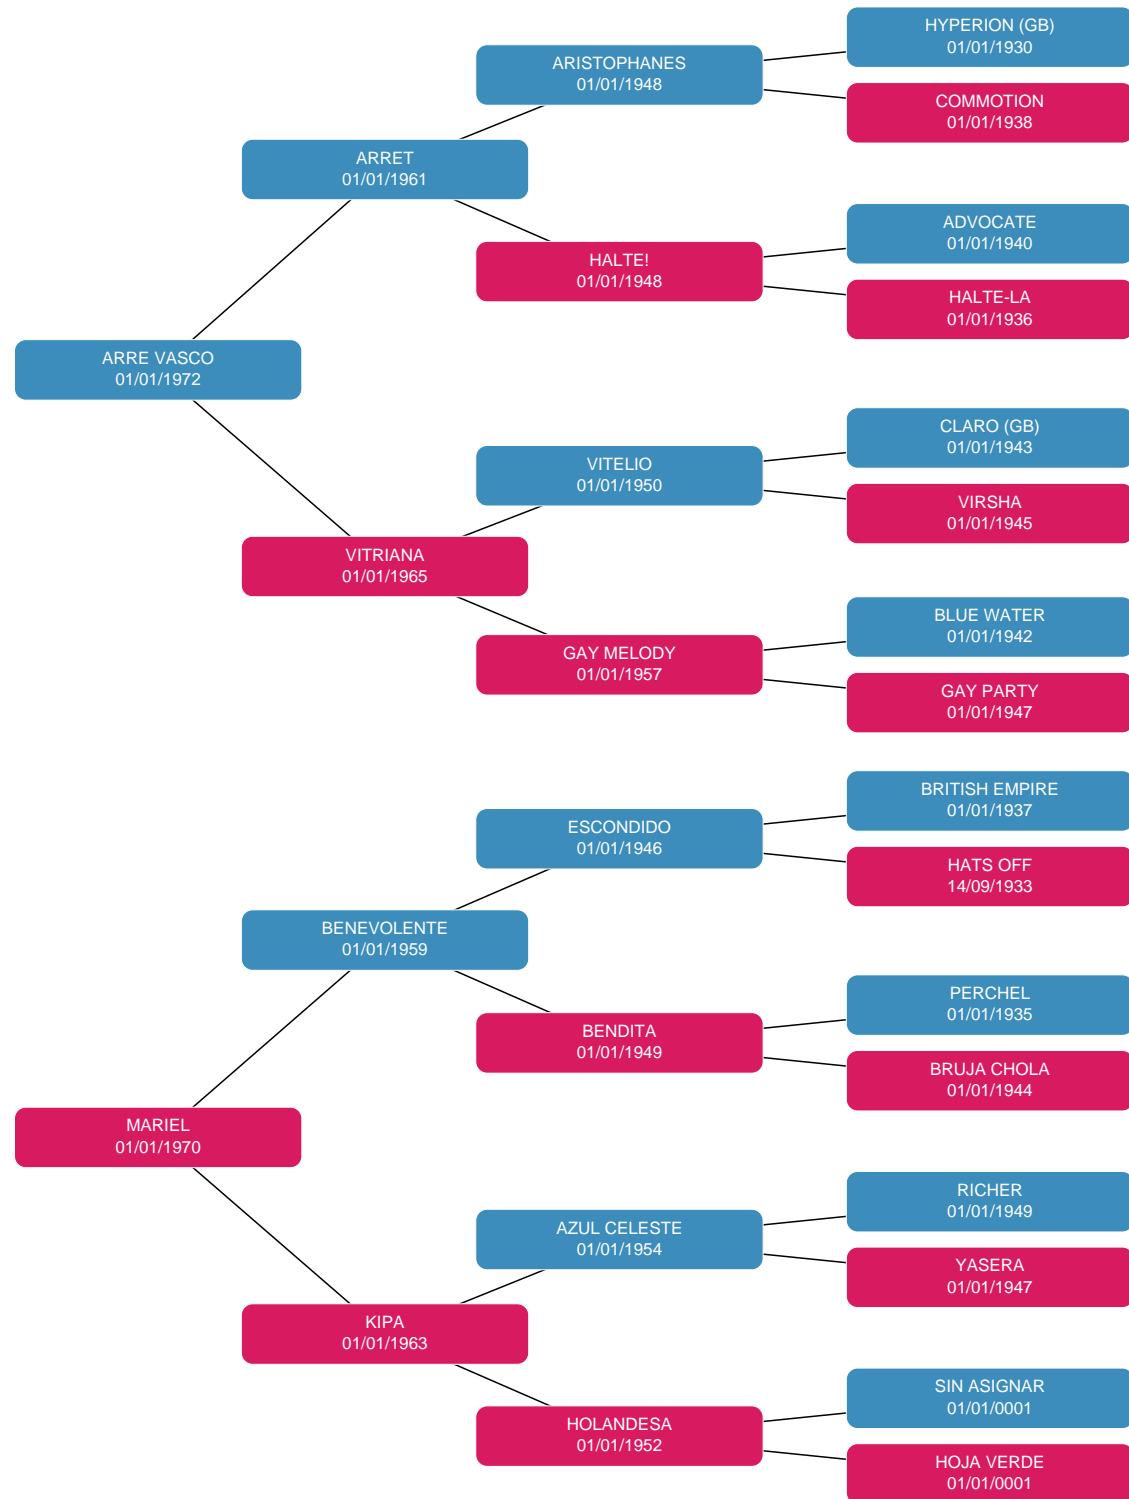 HYPERION (GB)
01/01/1930
ARISTOPHANES
01/01/1948
COMMOTION
01/01/1938
ARRET
01/01/1961
ADVOCATE
01/01/1940
HALTE!
01/01/1948
HALTE-LA
01/01/1936
ARRE VASCO
01/01/1972
CLARO (GB)
01/01/1943
VITELIO
01/01/1950
VIRSHA
01/01/1945
VITRIANA
01/01/1965
BLUE WATER
01/01/1942
GAY MELODY
01/01/1957
GAY PARTY
01/01/1947
BRITISH EMPIRE
01/01/1937
ESCONDIDO
01/01/1946
HATS OFF
14/09/1933
BENEVOLENTE
01/01/1959
PERCHEL
01/01/1935
BENDITA
01/01/1949
BRUJA CHOLA
01/01/1944
MARIEL
01/01/1970
RICHER
01/01/1949
AZUL CELESTE
01/01/1954
YASERA
01/01/1947
KIPA
01/01/1963
SIN ASIGNAR
01/01/0001
HOLANDESA
01/01/1952
HOJA VERDE
01/01/0001